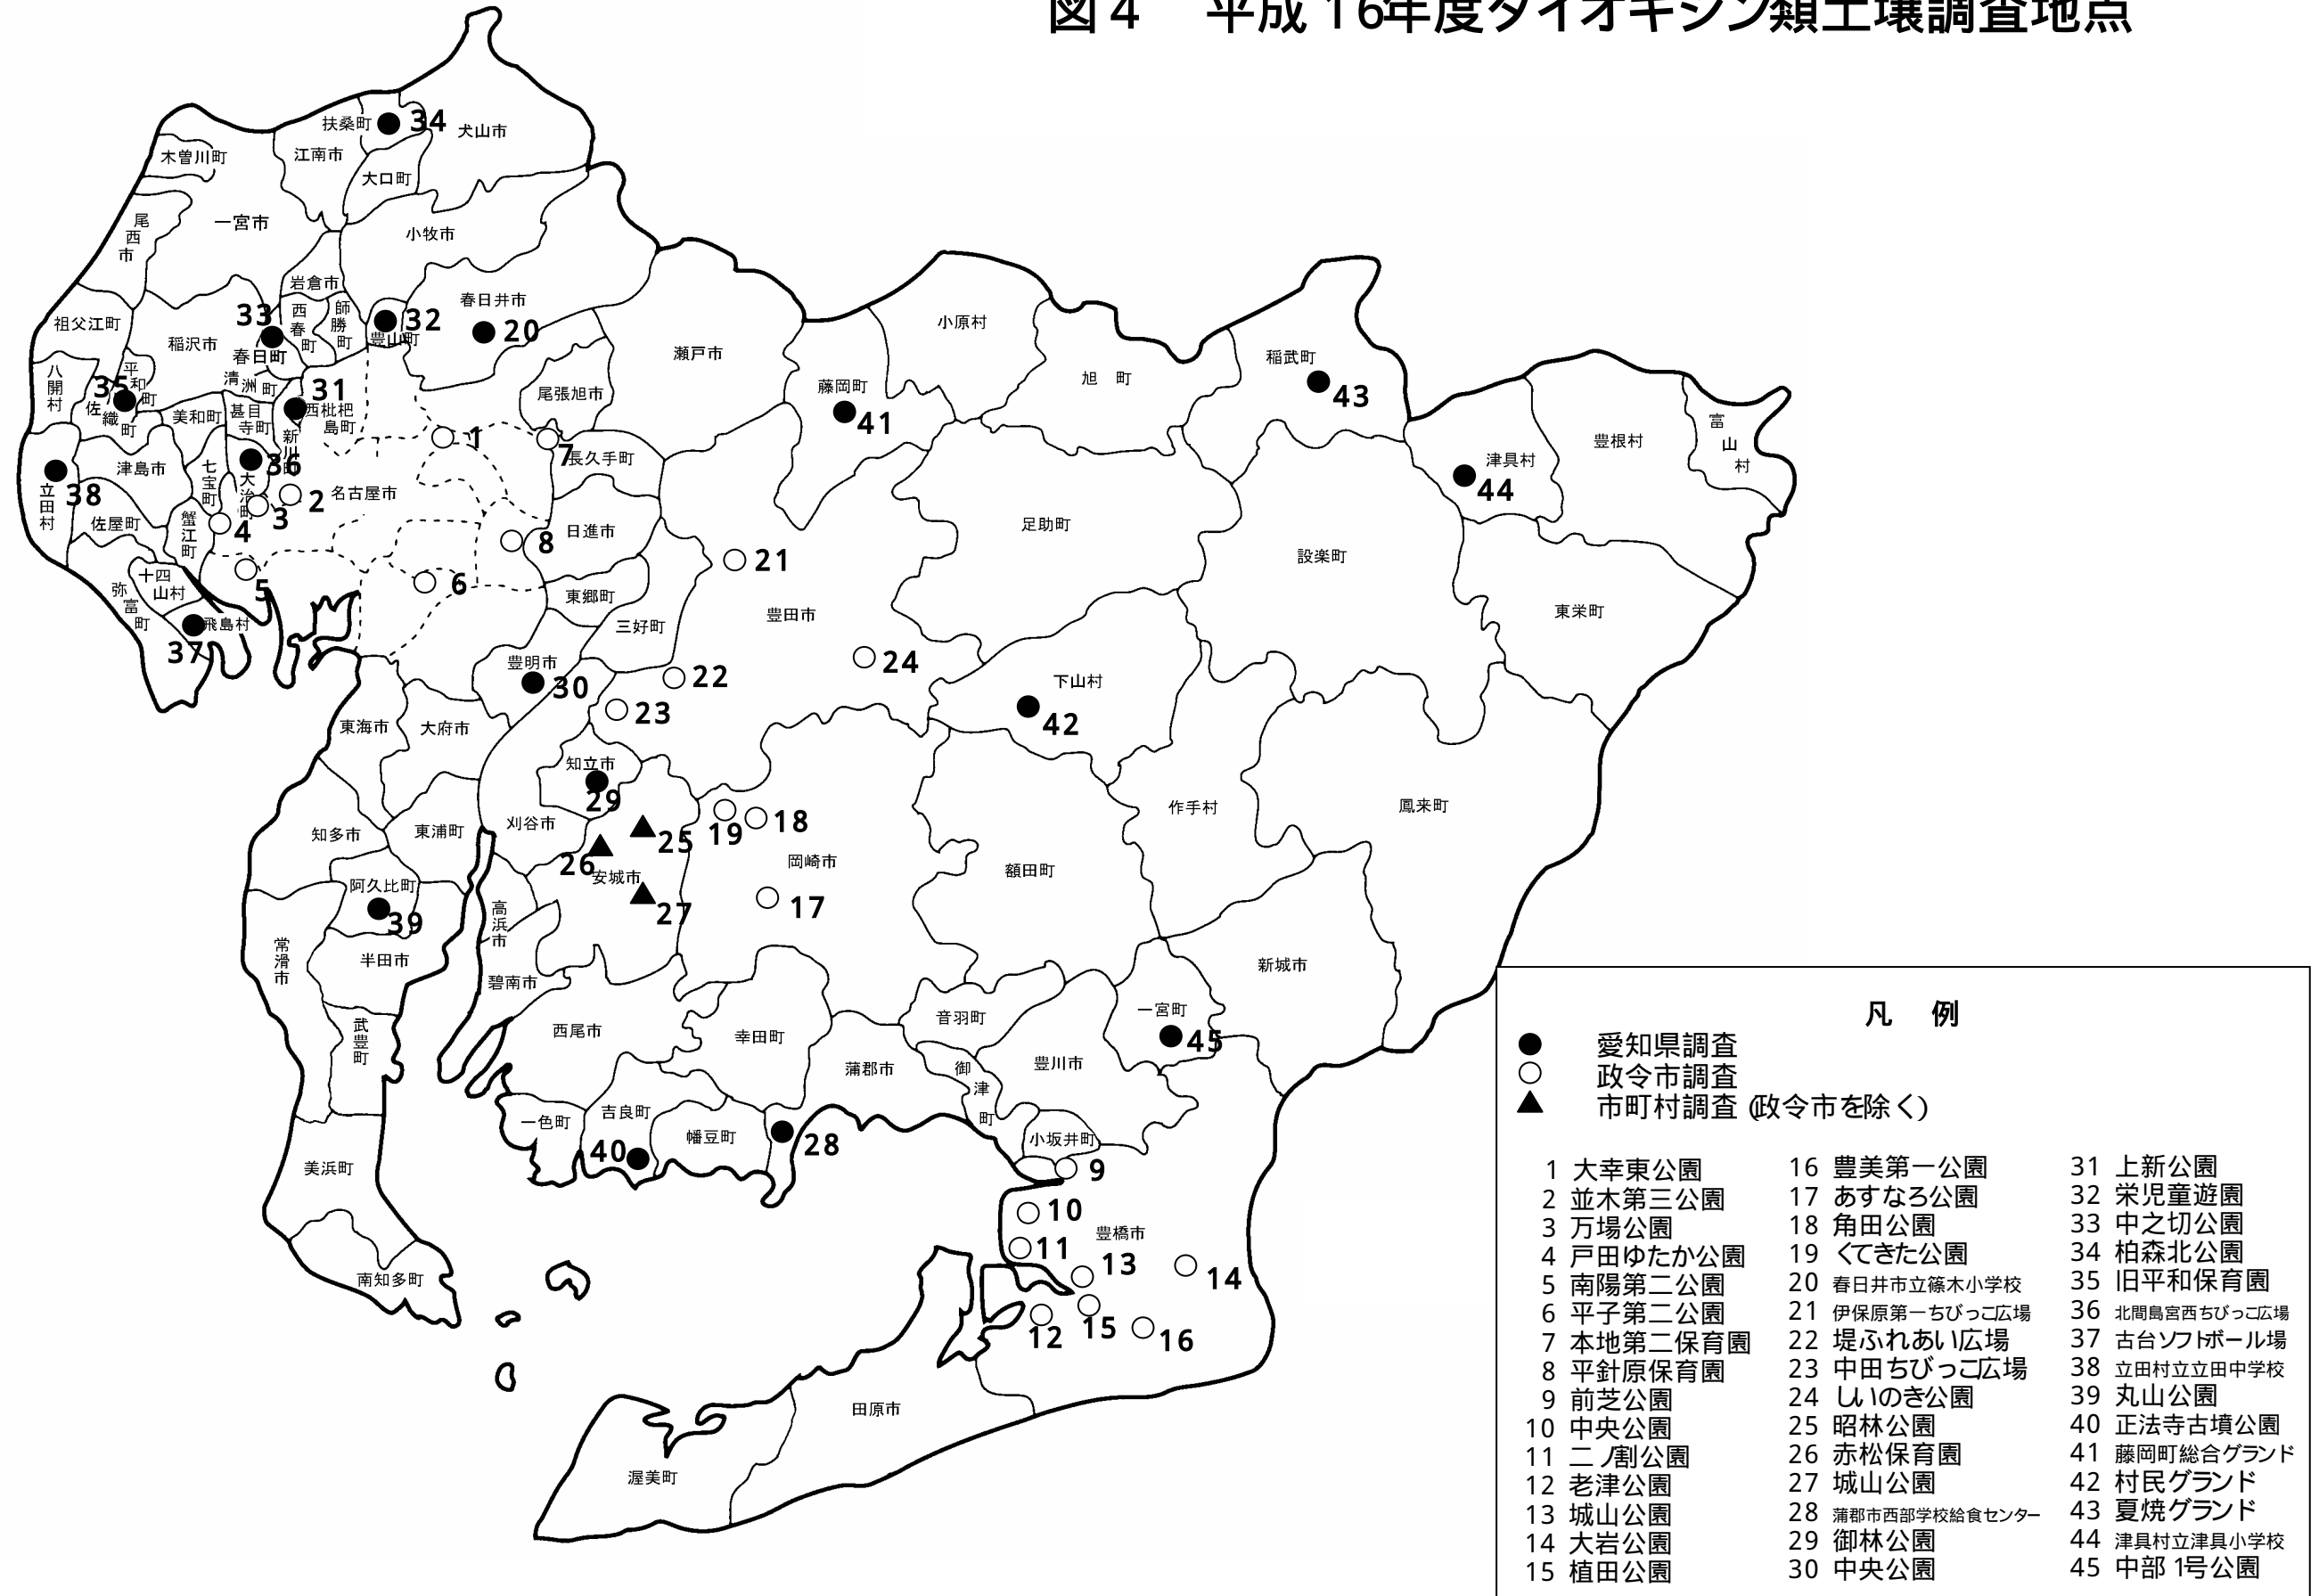 図4 平成16年度ダイオキシン類土壌調査地点
扶桑町
34
犬山市
木曽川町
江南市
大口町
尾西市
一宮市
小牧市
岩倉市
祖父江町
稲沢市
33
西春町
師勝町
32
豊山町
春日井市
20
春日町
瀬戸市
小原村
旭 町
稲武町
43
八開村
35
平和町
清洲町
31
西枇杷島町
尾張旭市
藤岡町
41
佐織町
美和町
甚目寺町
新川町
1
7
長久手町
富山村
豊根村
津具村
44
津島市
七宝町
36
大治町
38
立田村
2
名古屋市
3
4
佐屋町
蟹江町
8
日進市
足助町
設楽町
21
十四山村
5
6
東郷町
弥富町
飛島村
37
三好町
豊田市
東栄町
豊明市
30
22
24
23
下山村
42
東海市
大府市
知立市
29
作手村
鳳来町
知多市
東浦町
刈谷市
25
19
18
26
安城市
岡崎市
額田町
阿久比町
39
27
17
高浜市
常滑市
半田市
碧南市
新城市
武豊町
西尾市
幸田町
音羽町
一宮町
45
蒲郡市
御津町
豊川市
一色町
吉良町
40
幡豆町
28
小坂井町
9
美浜町
10
豊橋市
11
13
14
南知多町
12
15
16
田原市
渥美町
凡 例
● 愛知県調査
○ 政令市調査
▲ 市町村調査(政令市を除く)
1 大幸東公園
2 並木第三公園
3 万場公園
4 戸田ゆたか公園
5 南陽第二公園
6 平子第二公園
7 本地第二保育園
8 平針原保育園
9 前芝公園
10 中央公園
11 二ノ割公園
12 老津公園
13 城山公園
14 大岩公園
15 植田公園
16 豊美第一公園
17 あすなろ公園
18 角田公園
19 くてきた公園
20 春日井市立篠木小学校
21 伊保原第一ちびっこ広場
22 堤ふれあい広場
23 中田ちびっこ広場
24 しいのき公園
25 昭林公園
26 赤松保育園
27 城山公園
28 蒲郡市西部学校給食センター
29 御林公園
30 中央公園
31 上新公園
32 栄児童遊園
33 中之切公園
34 柏森北公園
35 旧平和保育園
36 北間島宮西ちびっこ広場
37 古台ソフトボール場
38 立田村立立田中学校
39 丸山公園
40 正法寺古墳公園
41 藤岡町総合グランド
42 村民グランド
43 夏焼グランド
44 津具村立津具小学校
45 中部1号公園